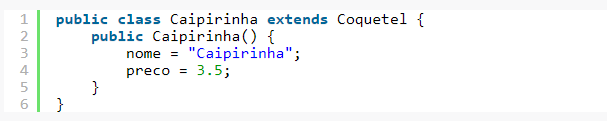 1 public class Caipirinha extends Coquetel {
2     public Caipirinha() {
3         nome = "Caipirinha";
4         preco = 3.5;
5     }
6 }